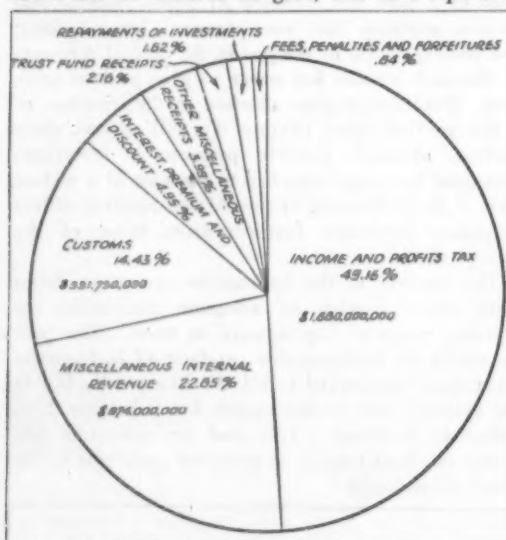 REPAYMENTS OF INVESTMENTS
1.62%
FEES, PENALTIES AND FORFEITURES
.84%
TRUST FUND RECEIPTS
2.16%
OTHER MISCELLANEOUS
RECEIPTS 3.99%
INTEREST, PREMIUM AND
DISCOUNT 4.95%
CUSTOMS
14.43%
$551,750,000
INCOME AND PROFITS TAX
49.16%
$1,880,000,000
MISCELLANEOUS INTERNAL
REVENUE 22.85%
$874,000,000